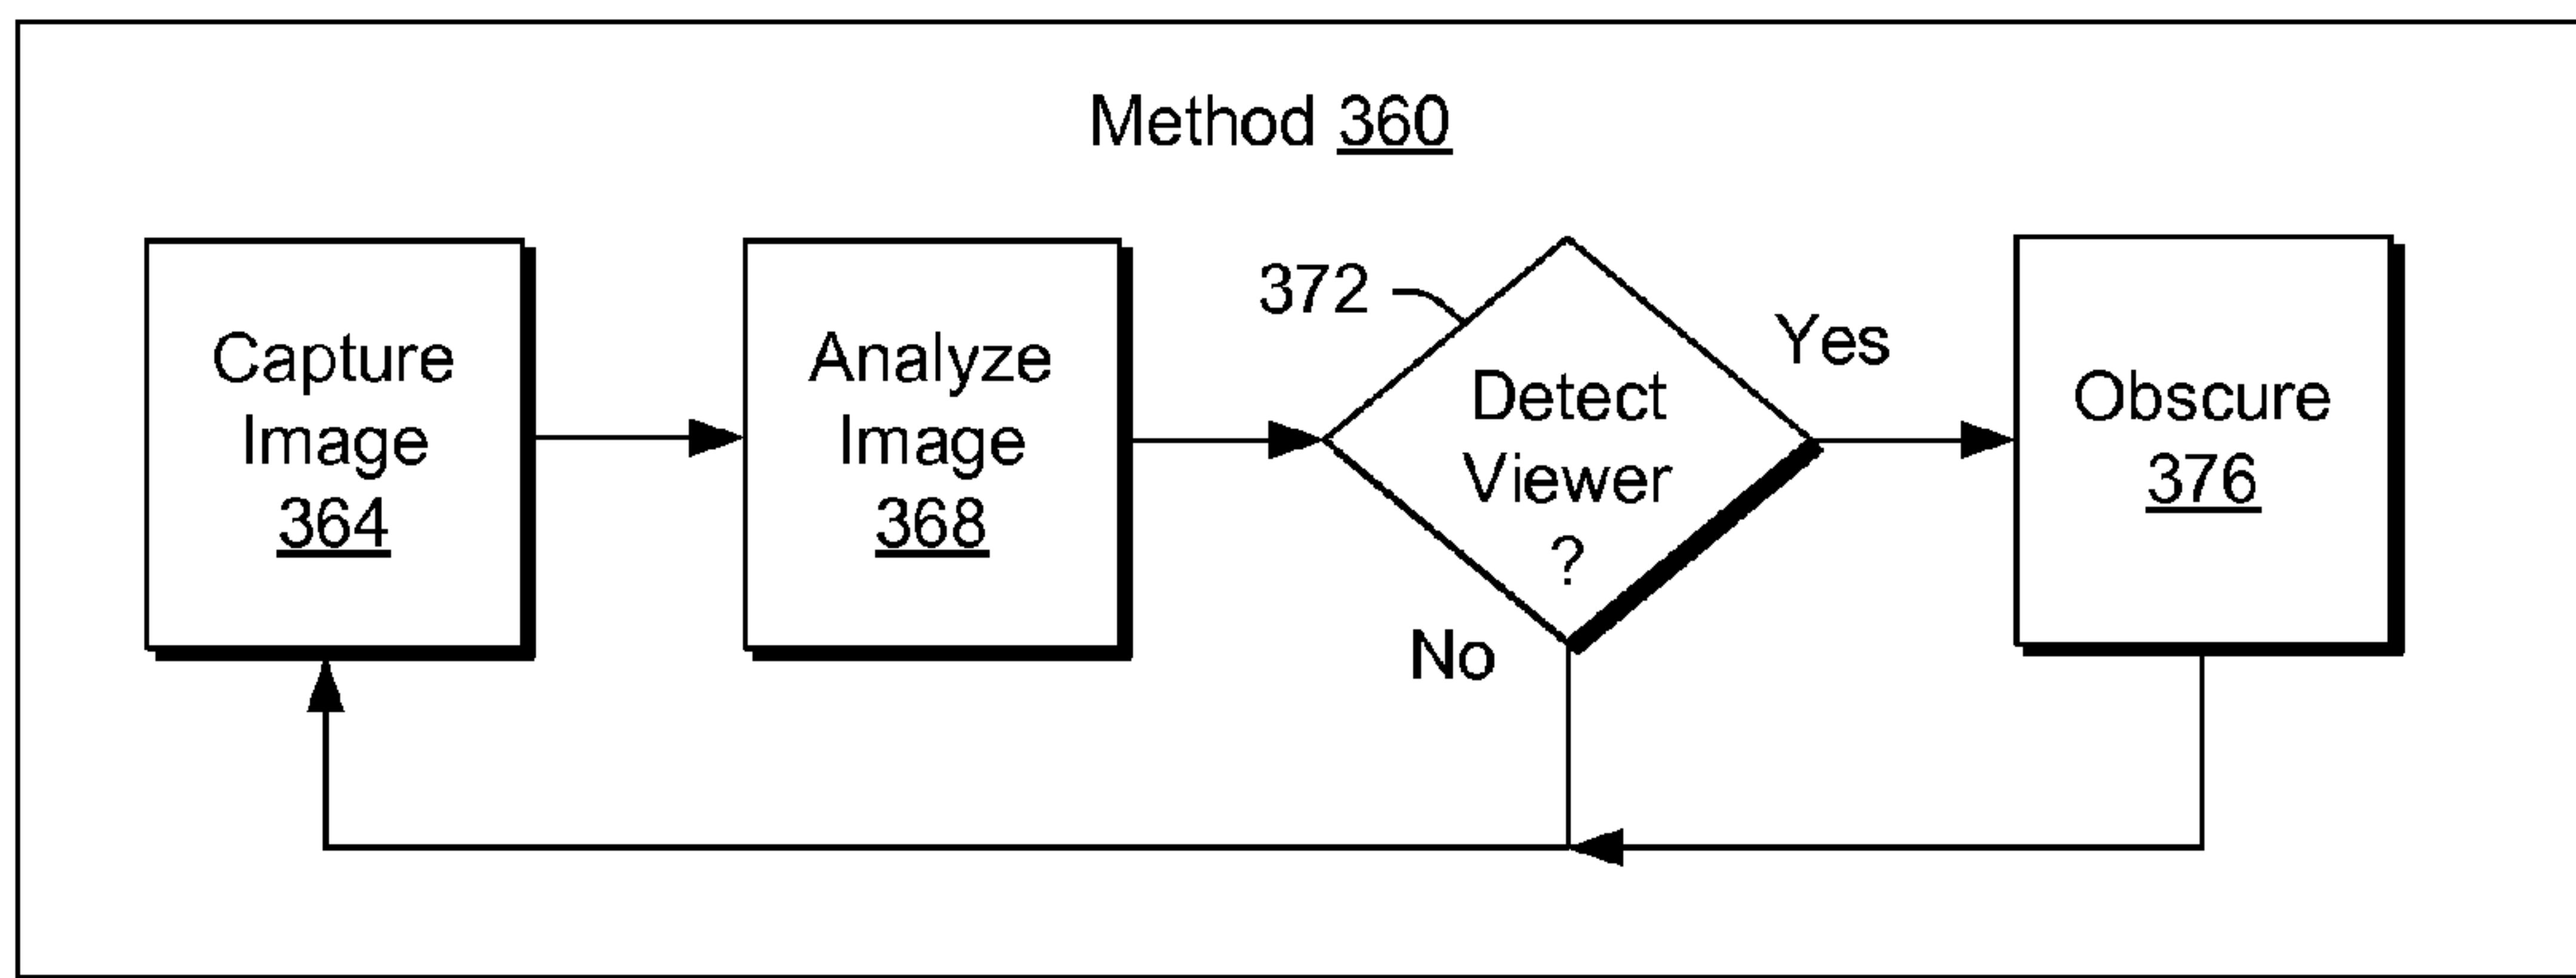 Method 360
Capture
Image
364
Analyze
Image
368
372
Detect
Viewer
?
Yes
No
Obscure
376